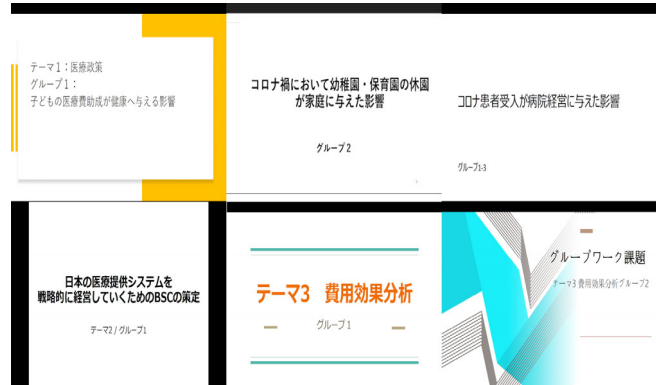 テーマ1：医療政策
グループ1：
子どもの医療費助成が健康へ与える影響
コロナ禍において幼稚園・保育園の休園
が家庭に与えた影響
グループ2
コロナ患者受入が病院経営に与えた影響
グループ1-3
日本の医療提供システムを
戦略的に経営していくためのBSCの策定
テーマ2 / グループ1
テーマ3　費用効果分析
グループ1
グループワーク課題
テーマ3 費用効果分析グループ2